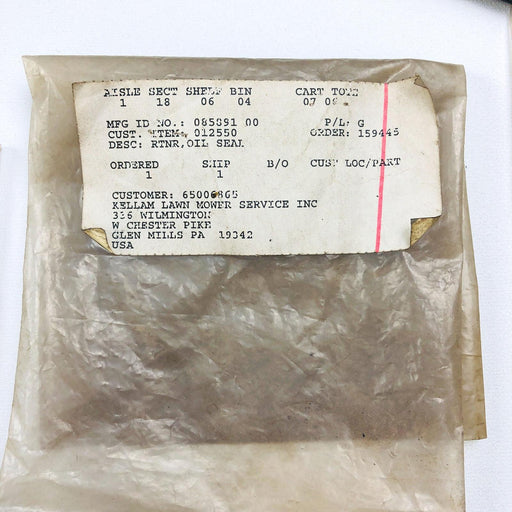 AISLE SECT SHELF BIN CART TOTE
1 18 06 04 07 08
MFG ID NO.: 085891 00 P/L: G
CUST. ITEM: 012550 ORDER: 159445
DESC: RTNR,OIL SEAL
ORDERED SHIP B/O CUST LOC/PART
1 1
CUSTOMER: 65006865
KELLAM LAWN MOWER SERVICE INC
336 WILMINGTON
W CHESTER PIKE
GLEN MILLS PA 19342
USA